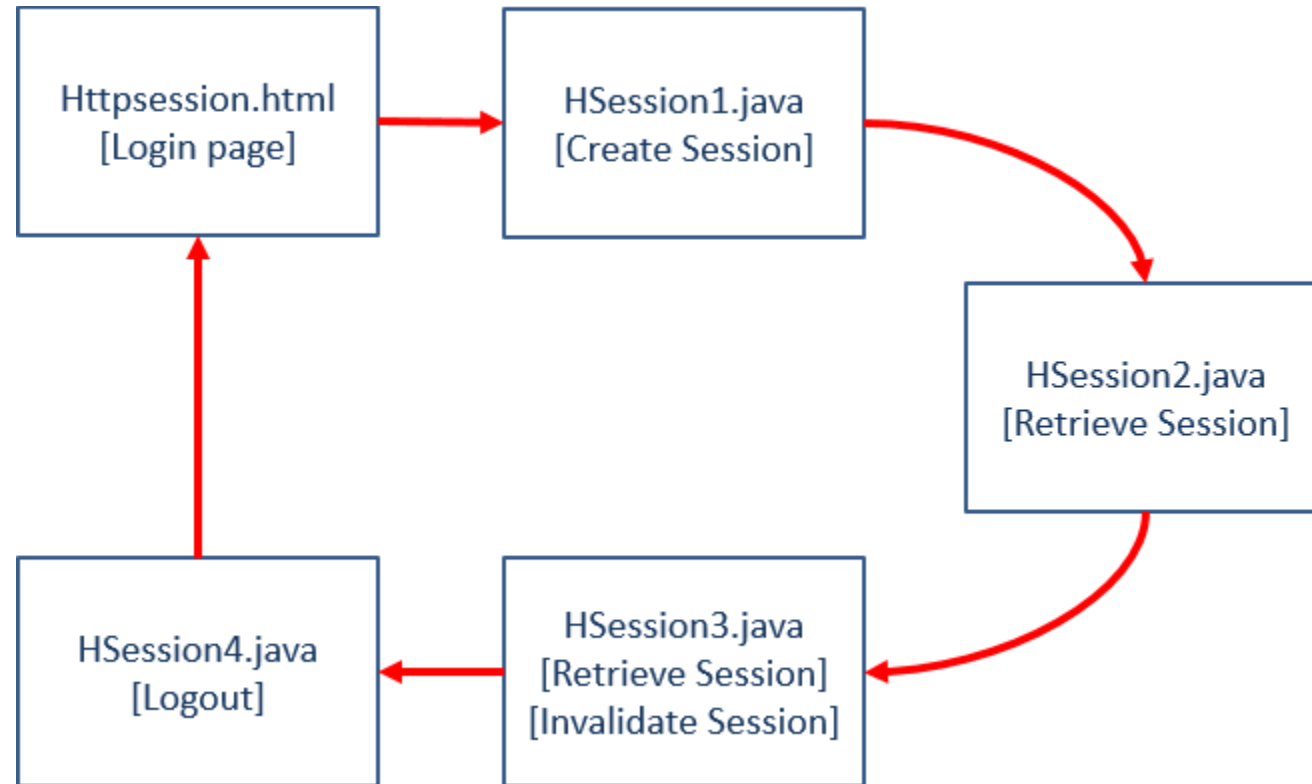 Httpsession.html
[Login page]
HSession1.java
[Create Session]
HSession2.java
[Retrieve Session]
HSession3.java
[Retrieve Session]
[Invalidate Session]
HSession4.java
[Logout]